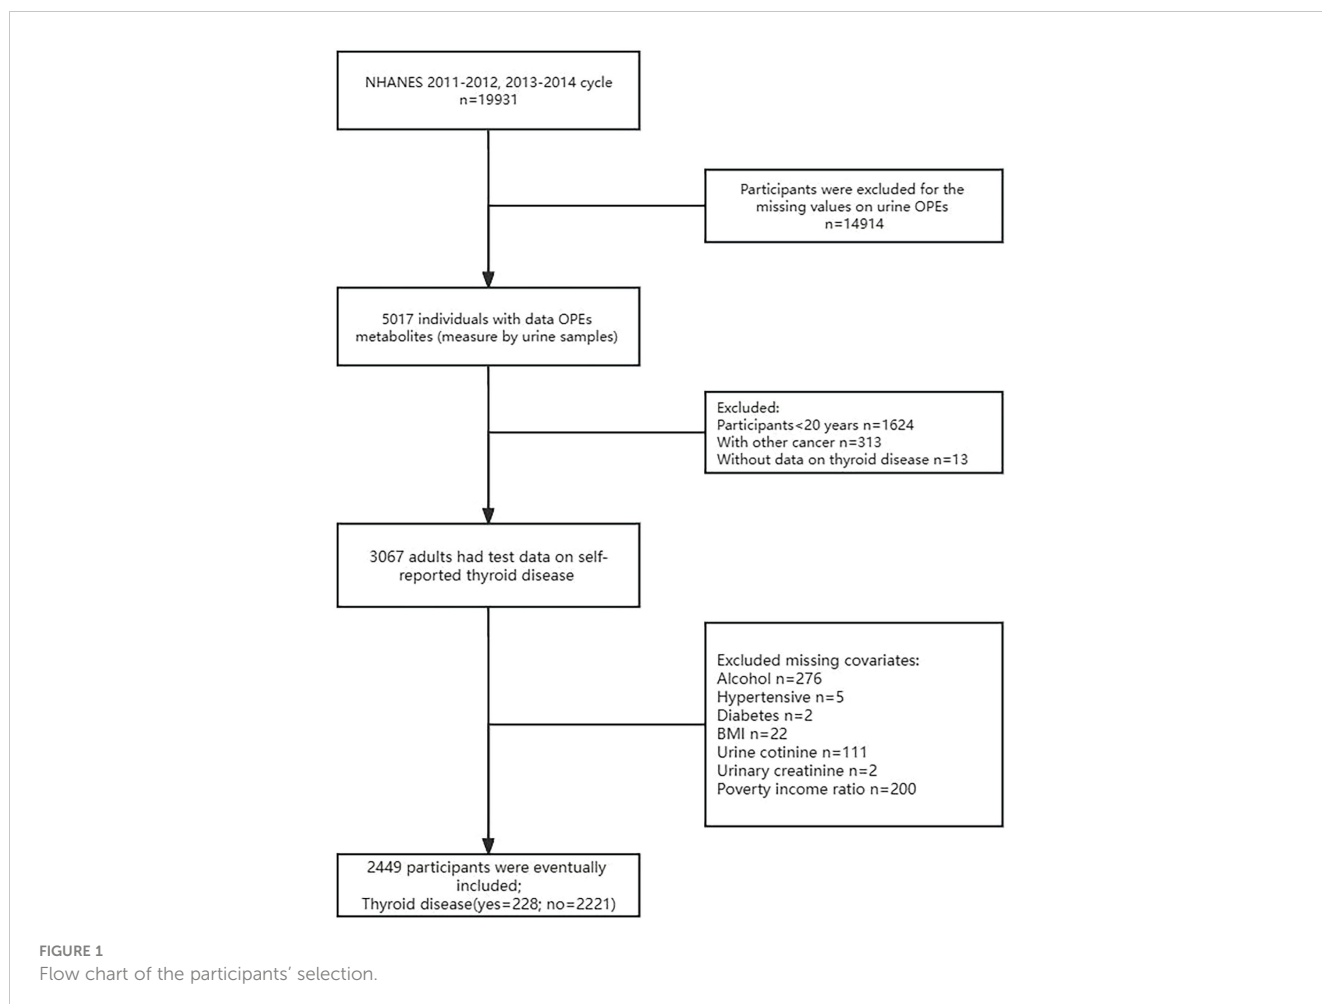 NHANES 2011-2012, 2013-2014 cycle
n=19931
Participants were excluded for the
missing values on urine OPEs
n=14914
5017 individuals with data OPEs
metabolites (measure by urine samples)
Excluded:
Participants<20 years n=1624
With other cancer n=313
Without data on thyroid disease n=13
3067 adults had test data on self-
reported thyroid disease
Excluded missing covariates:
Alcohol n=276
Hypertensive n=5
Diabetes n=2
BMI n=22
Urine cotinine n=111
Urinary creatinine n=2
Poverty income ratio n=200
2449 participants were eventually
included;
Thyroid disease(yes=228; no=2221)
FIGURE 1
Flow chart of the participants’ selection.